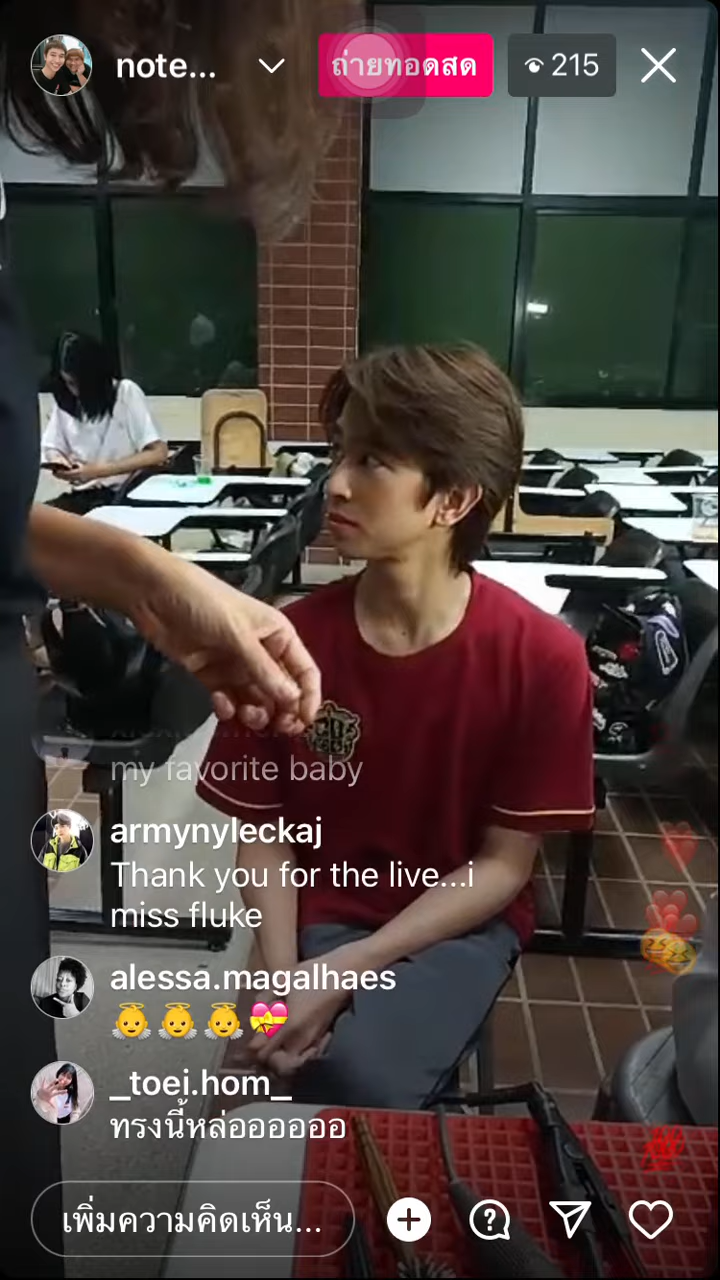 note...
ถ่ายทอดสด
215
my favorite baby
armynyleckaj
Thank you for the live...i
miss fluke
alessa.magalhaes
_toei.hom_
ทรงนี้หล่ออออออ
เพิ่มความคิดเห็น...